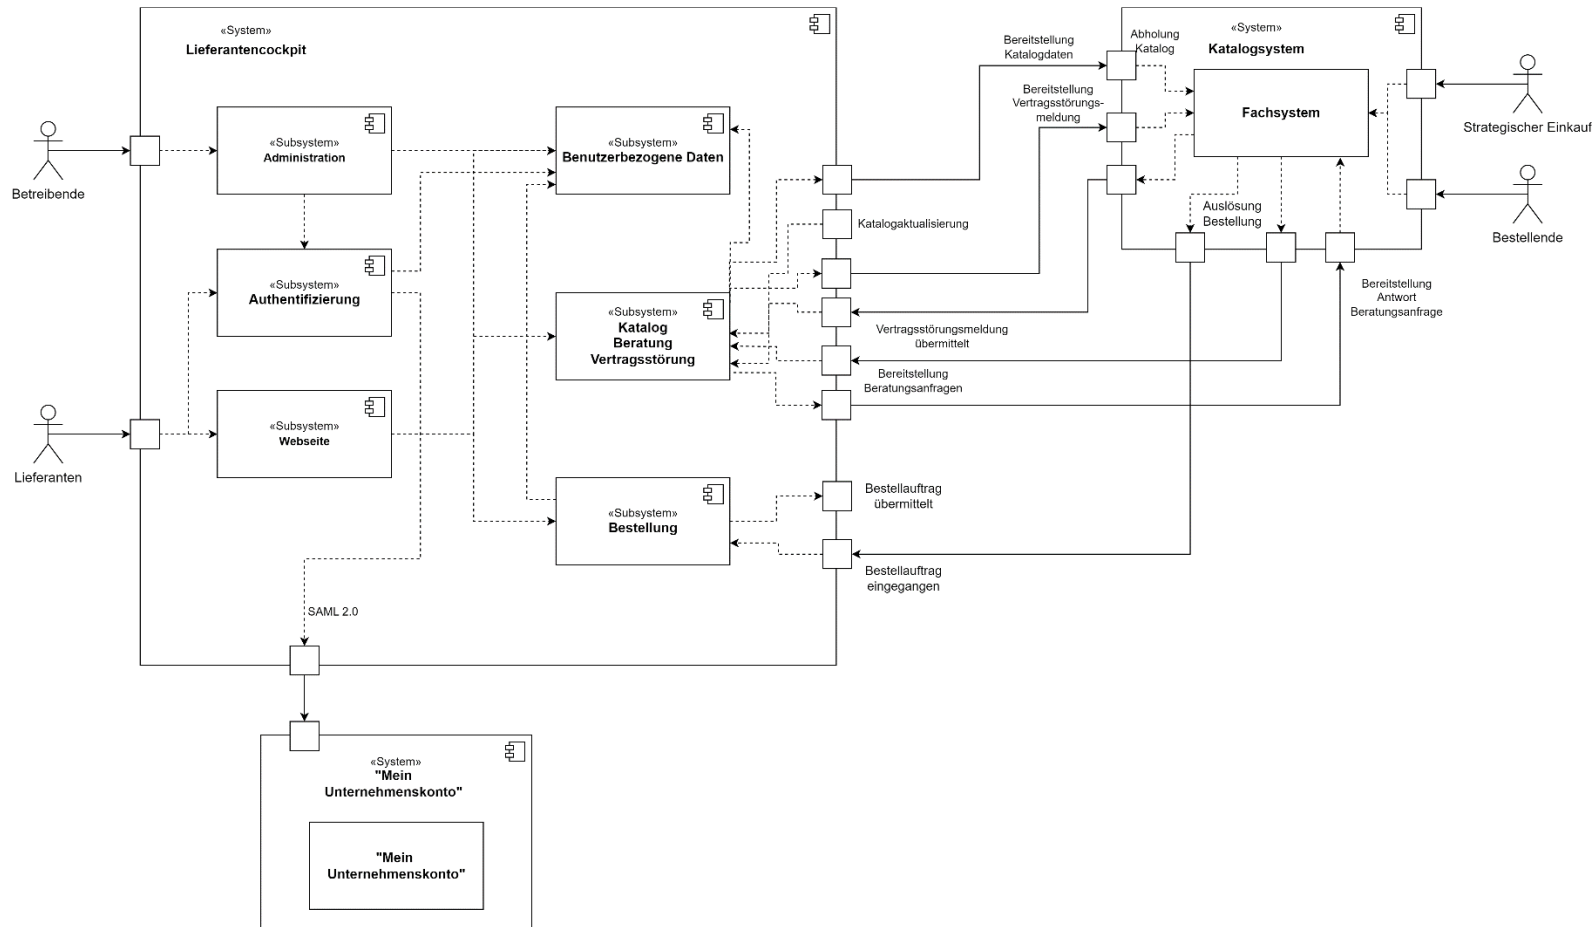 «System»
Lieferantencockpit
«Subsystem»
Administration
«Subsystem»
Benutzerbezogene Daten
Betreibende
«Subsystem»
Authentifizierung
«Subsystem»
Katalog
Beratung
Vertragsstörung
«Subsystem»
Webseite
Lieferanten
«Subsystem»
Bestellung
SAML 2.0
Bereitstellung
Katalogdaten
Bereitstellung
Vertragsstörungs-
meldung
Katalogaktualisierung
Vertragsstörungsmeldung
übermittelt
Bereitstellung
Beratungsanfragen
Bestellauftrag
übermittelt
Bestellauftrag
eingegangen
Abholung
Katalog
«System»
Katalogsystem
Fachsystem
Auslösung
Bestellung
Strategischer Einkauf
Bestellende
Bereitstellung
Antwort
Beratungsanfrage
«System»
"Mein
Unternehmenskonto"
"Mein
Unternehmenskonto"